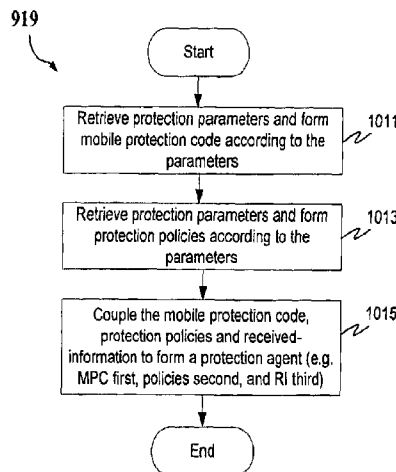 919
Start
Retrieve protection parameters and form
mobile protection code according to the
parameters
1011
Retrieve protection parameters and form
protection policies according to the
parameters
1013
Couple the mobile protection code,
protection policies and received-
information to form a protection agent (e.g.
MPC first, policies second, and RI third)
1015
End